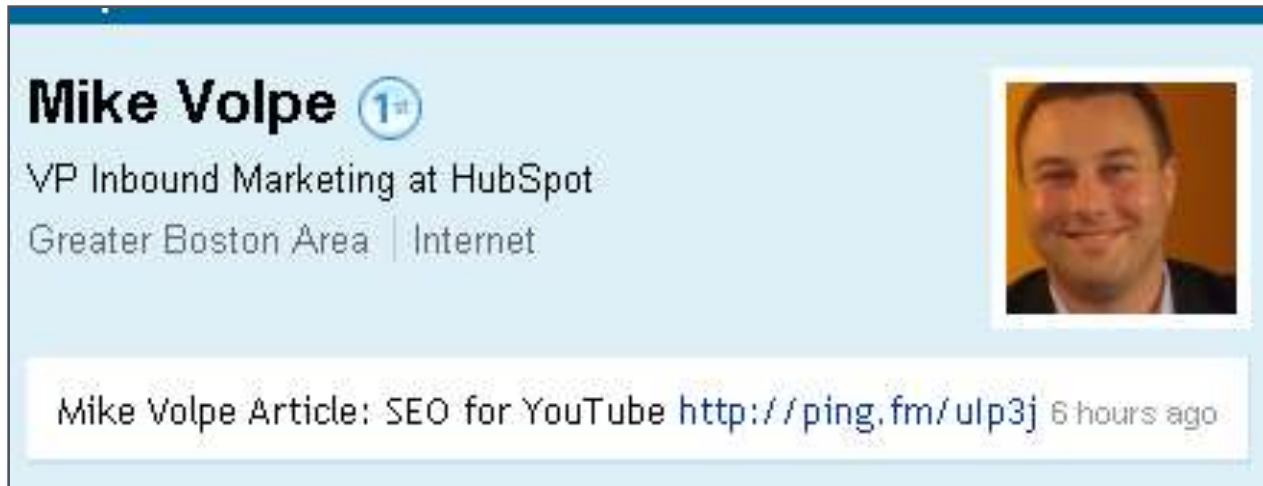 Mike Volpe 1st
VP Inbound Marketing at HubSpot
Greater Boston Area | Internet
Mike Volpe Article: SEO for YouTube http://ping.fm/ulp3j 6 hours ago